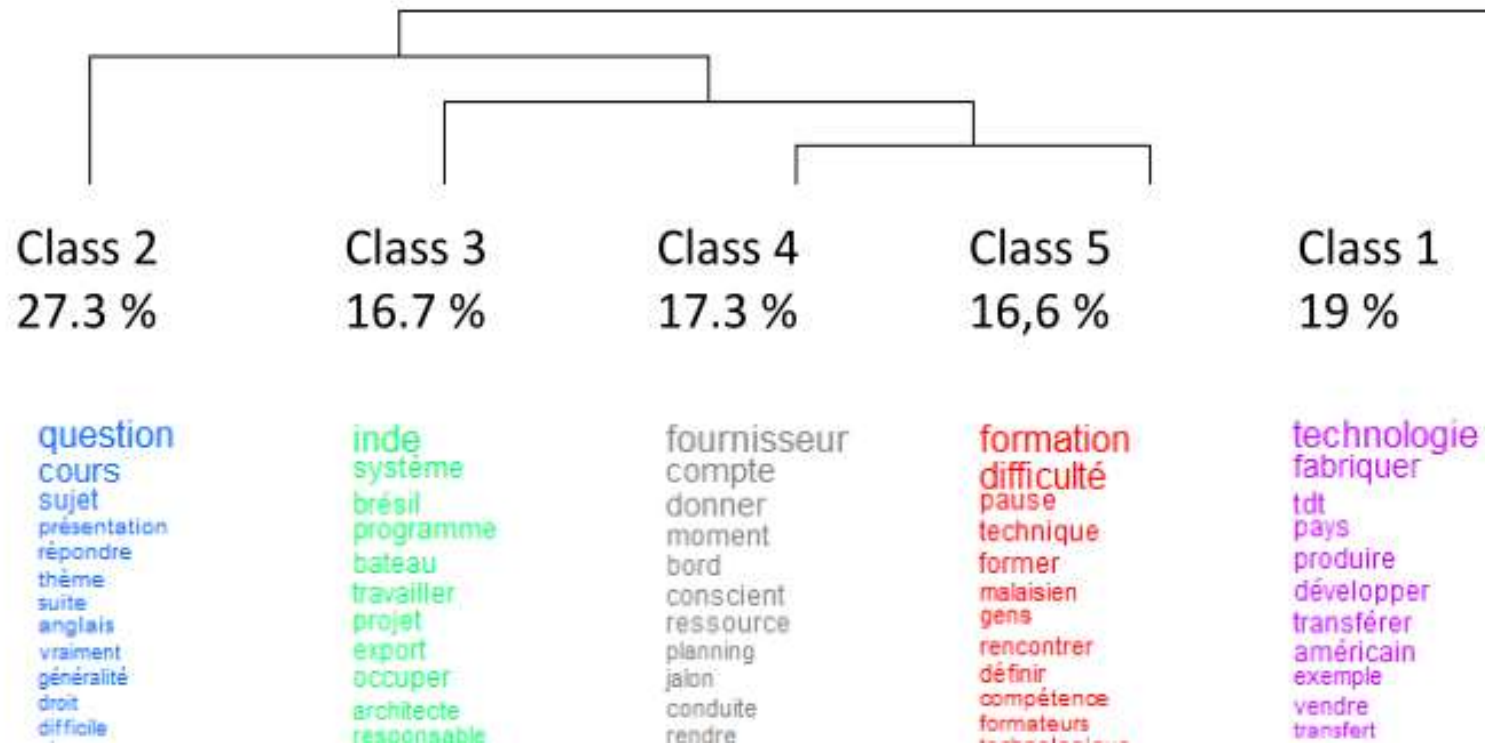 Class 2
27.3 %
question
cours
sujet
présentation
répondre
thème
suite
anglais
vraiment
généralité
droit
difficile
Class 3
16.7 %
inde
système
brésil
programme
bateau
travailler
projet
export
occuper
architecte
responsable
Class 4
17.3 %
fournisseur
compte
donner
moment
bord
conscient
ressource
planning
jalon
conduite
rendre
Class 5
16,6 %
formation
difficulté
pause
technique
former
malaisien
gens
rencontrer
définir
compétence
formateurs
technologique
Class 1
19 %
technologie
fabriquer
tdt
pays
produire
développer
transférer
américain
exemple
vendre
transfert